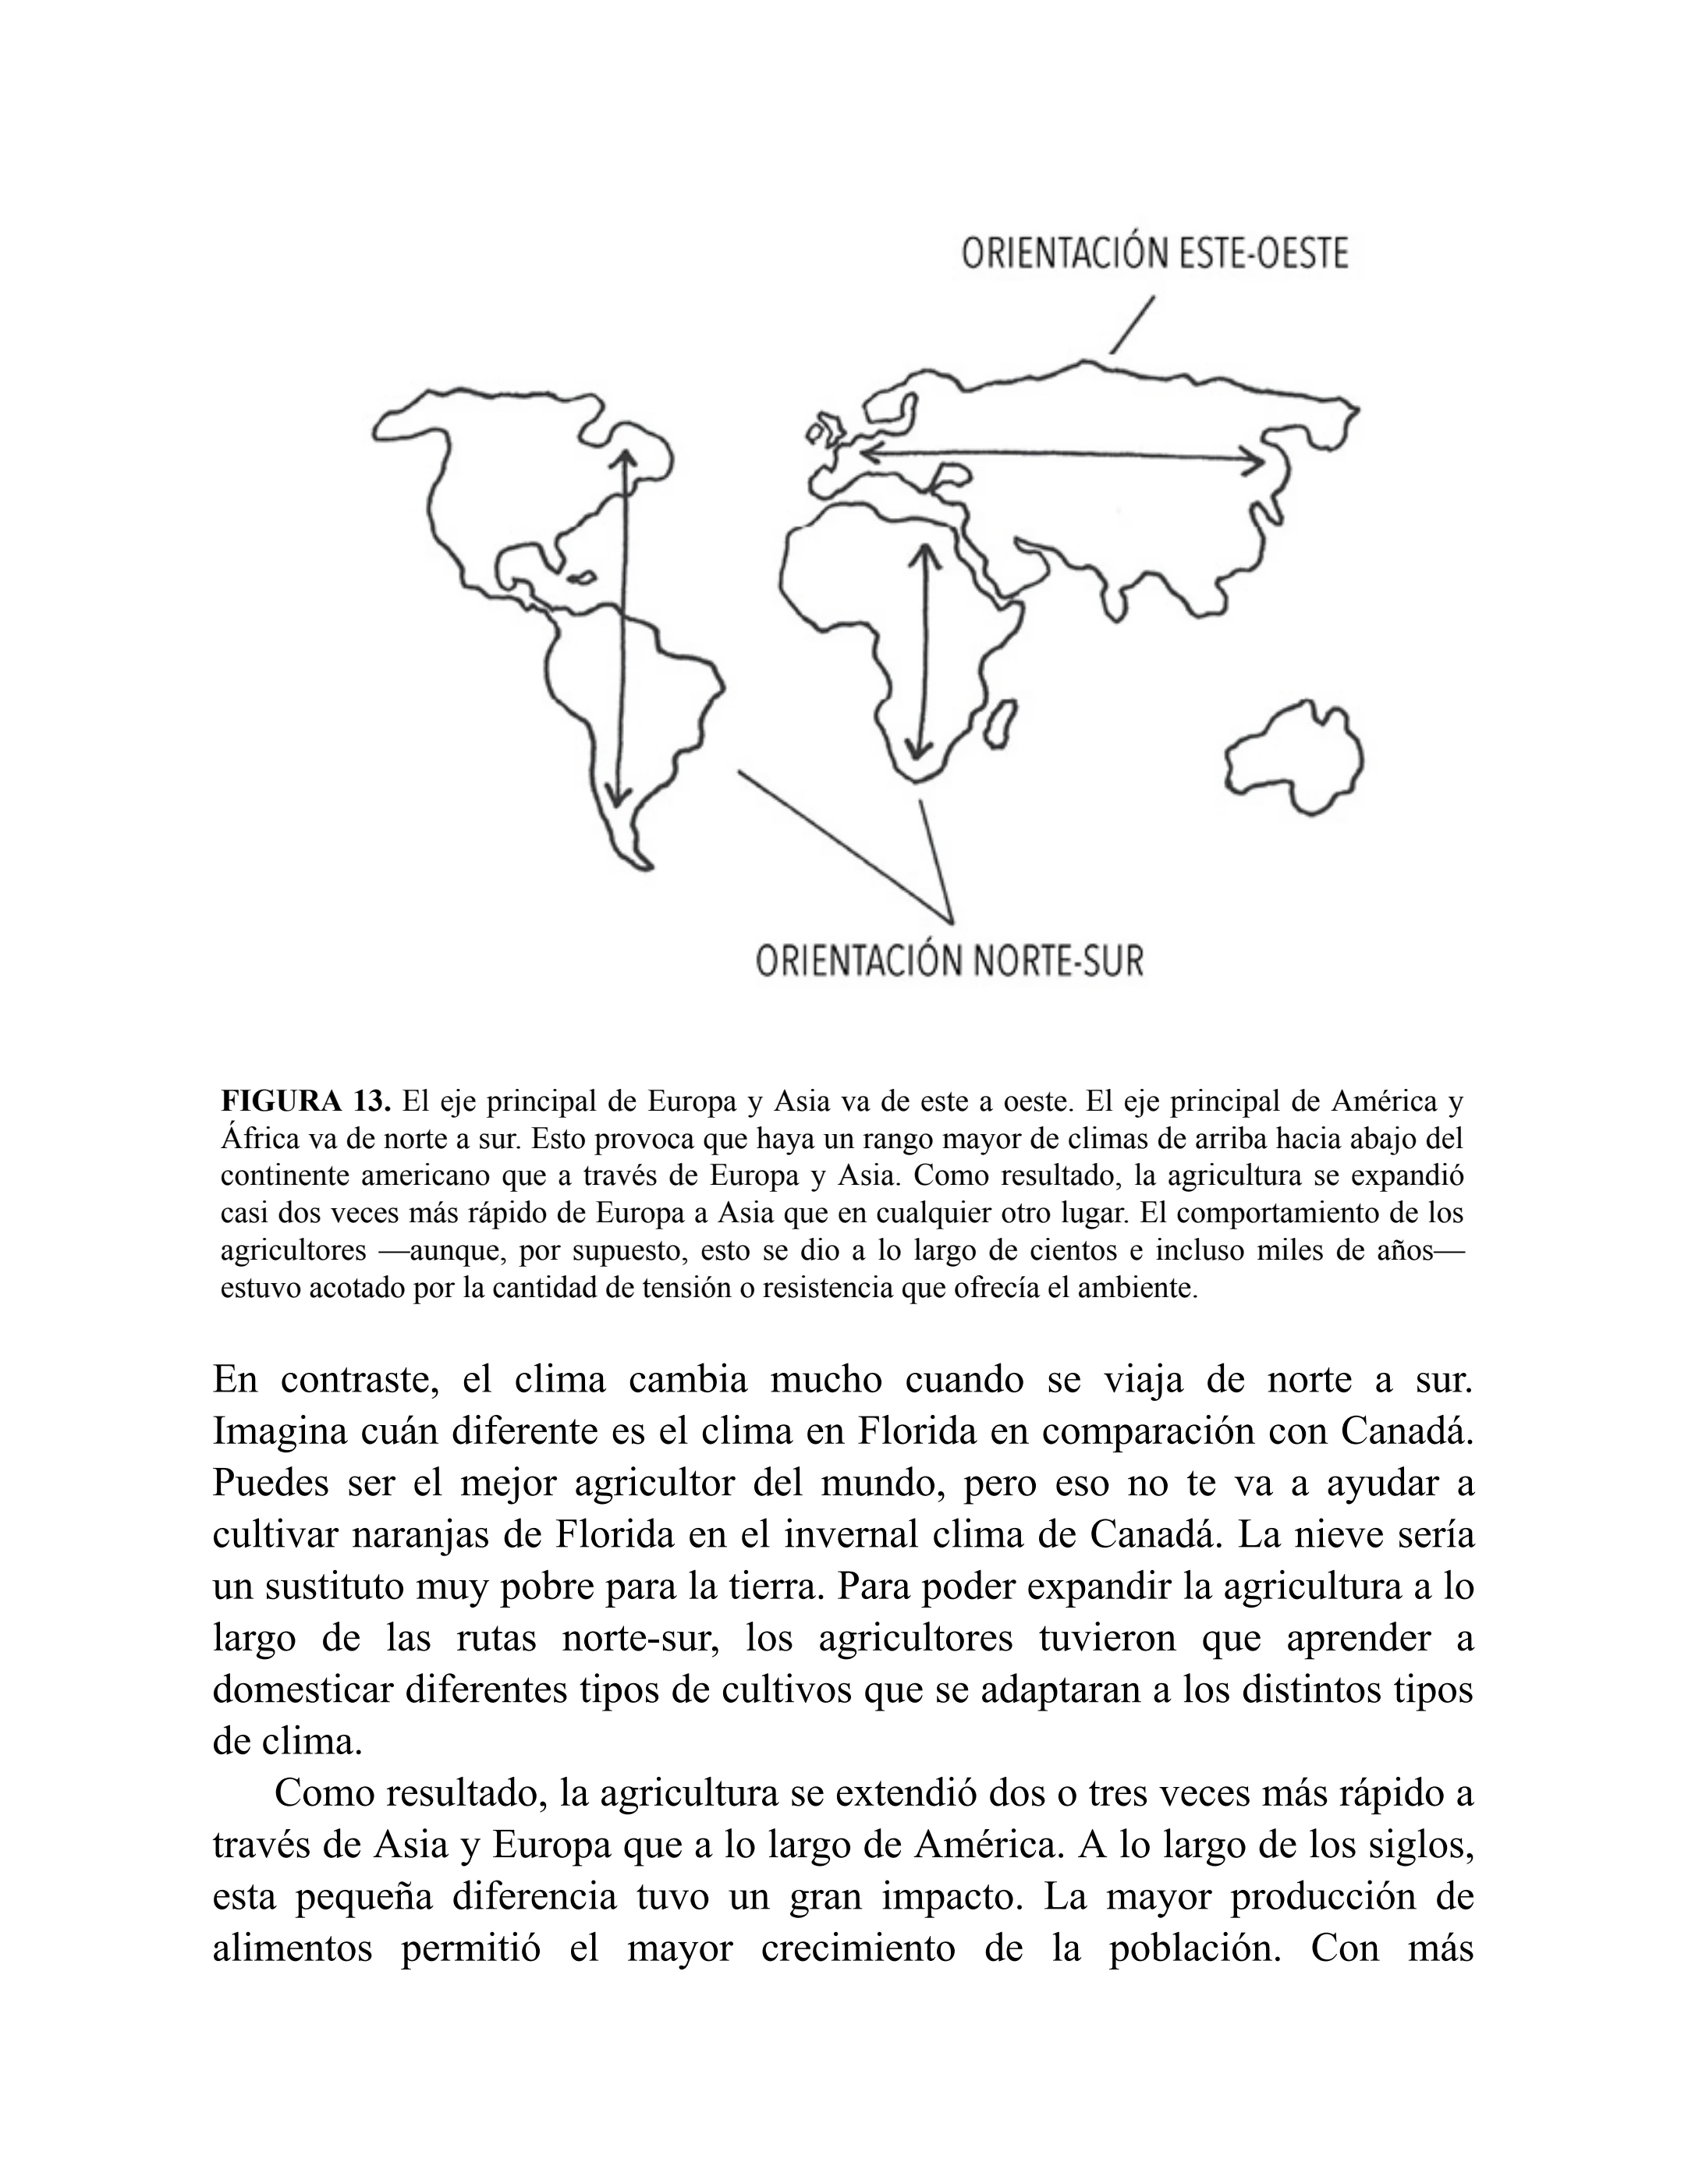 ORIENTACIÓN ESTE-OESTE
ORIENTACIÓN NORTE-SUR
FIGURA 13. El eje principal de Europa y Asia va de este a oeste. El eje principal de América y
África va de norte a sur. Esto provoca que haya un rango mayor de climas de arriba hacia abajo del
continente americano que a través de Europa y Asia. Como resultado, la agricultura se expandió
casi dos veces más rápido de Europa a Asia que en cualquier otro lugar. El comportamiento de los
agricultores —aunque, por supuesto, esto se dio a lo largo de cientos e incluso miles de años—
estuvo acotado por la cantidad de tensión o resistencia que ofrecía el ambiente.
En contraste, el clima cambia mucho cuando se viaja de norte a sur.
Imagina cuán diferente es el clima en Florida en comparación con Canadá.
Puedes ser el mejor agricultor del mundo, pero eso no te va a ayudar a
cultivar naranjas de Florida en el invernal clima de Canadá. La nieve sería
un sustituto muy pobre para la tierra. Para poder expandir la agricultura a lo
largo de las rutas norte-sur, los agricultores tuvieron que aprender a
domesticar diferentes tipos de cultivos que se adaptaran a los distintos tipos
de clima.
Como resultado, la agricultura se extendió dos o tres veces más rápido a
través de Asia y Europa que a lo largo de América. A lo largo de los siglos,
esta pequeña diferencia tuvo un gran impacto. La mayor producción de
alimentos permitió el mayor crecimiento de la población. Con más